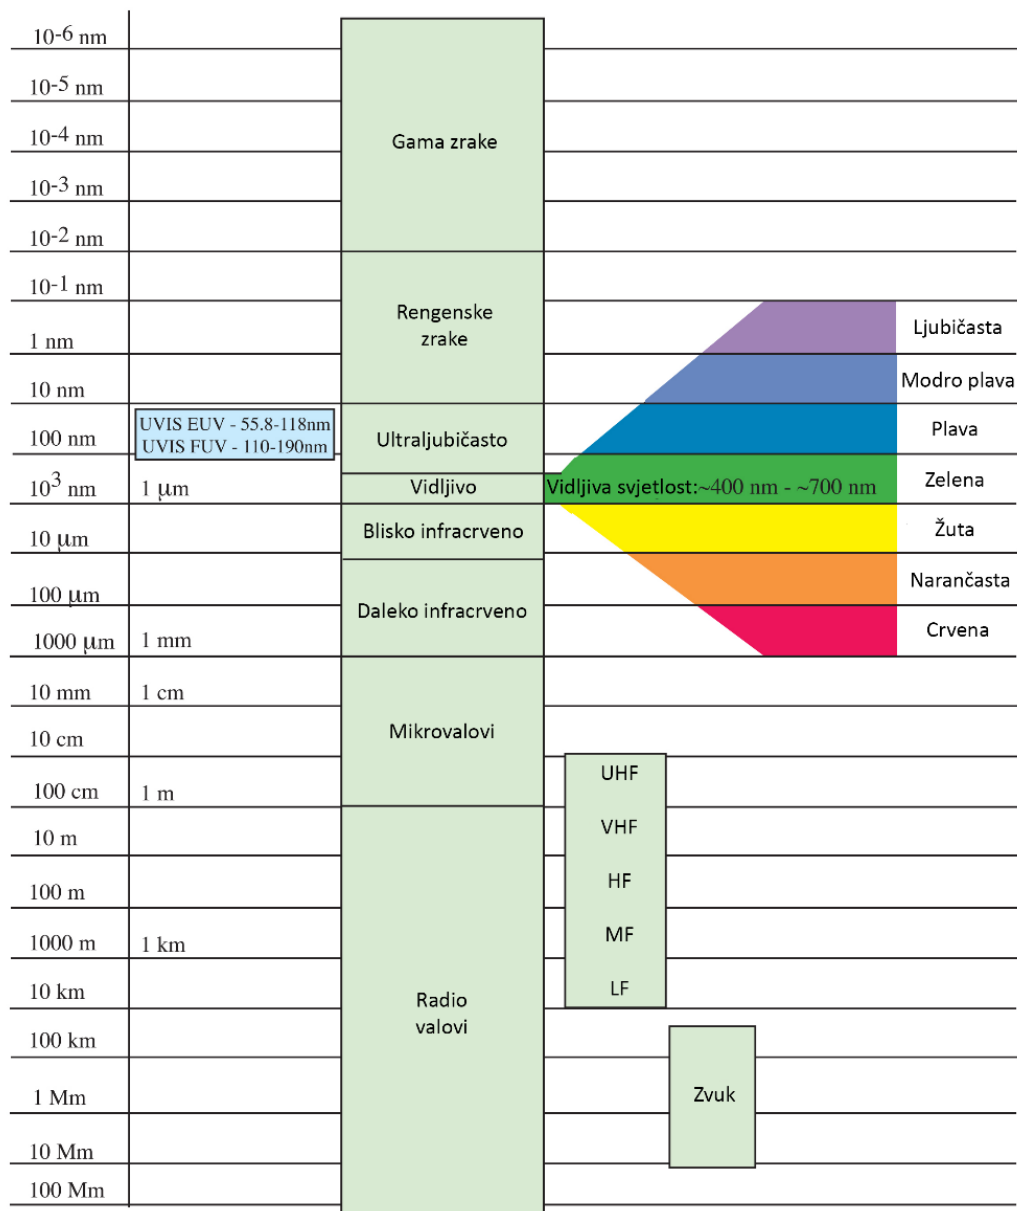 10-6 nm
10-5 nm
10-4 nm
Gama zrake
10-3 nm
10-2 nm
10-1 nm
Rengenske
zrake
Ljubičasta
1 nm
Modro plava
10 nm
UVIS EUV - 55.8-118nm
UVIS FUV - 110-190nm
100 nm
Ultraljubičasto
Plava
103 nm
1 μm
Vidljivo
Vidljiva svjetlost:~400 nm - ~700 nm
Zelena
10 μm
Blisko infracrveno
Žuta
100 μm
Daleko infracrveno
Narančasta
1000 μm
1 mm
Crvena
10 mm
1 cm
Mikrovalovi
10 cm
UHF
100 cm
1 m
VHF
10 m
HF
100 m
MF
1000 m
1 km
LF
10 km
Radio
valovi
100 km
Zvuk
1 Mm
10 Mm
100 Mm